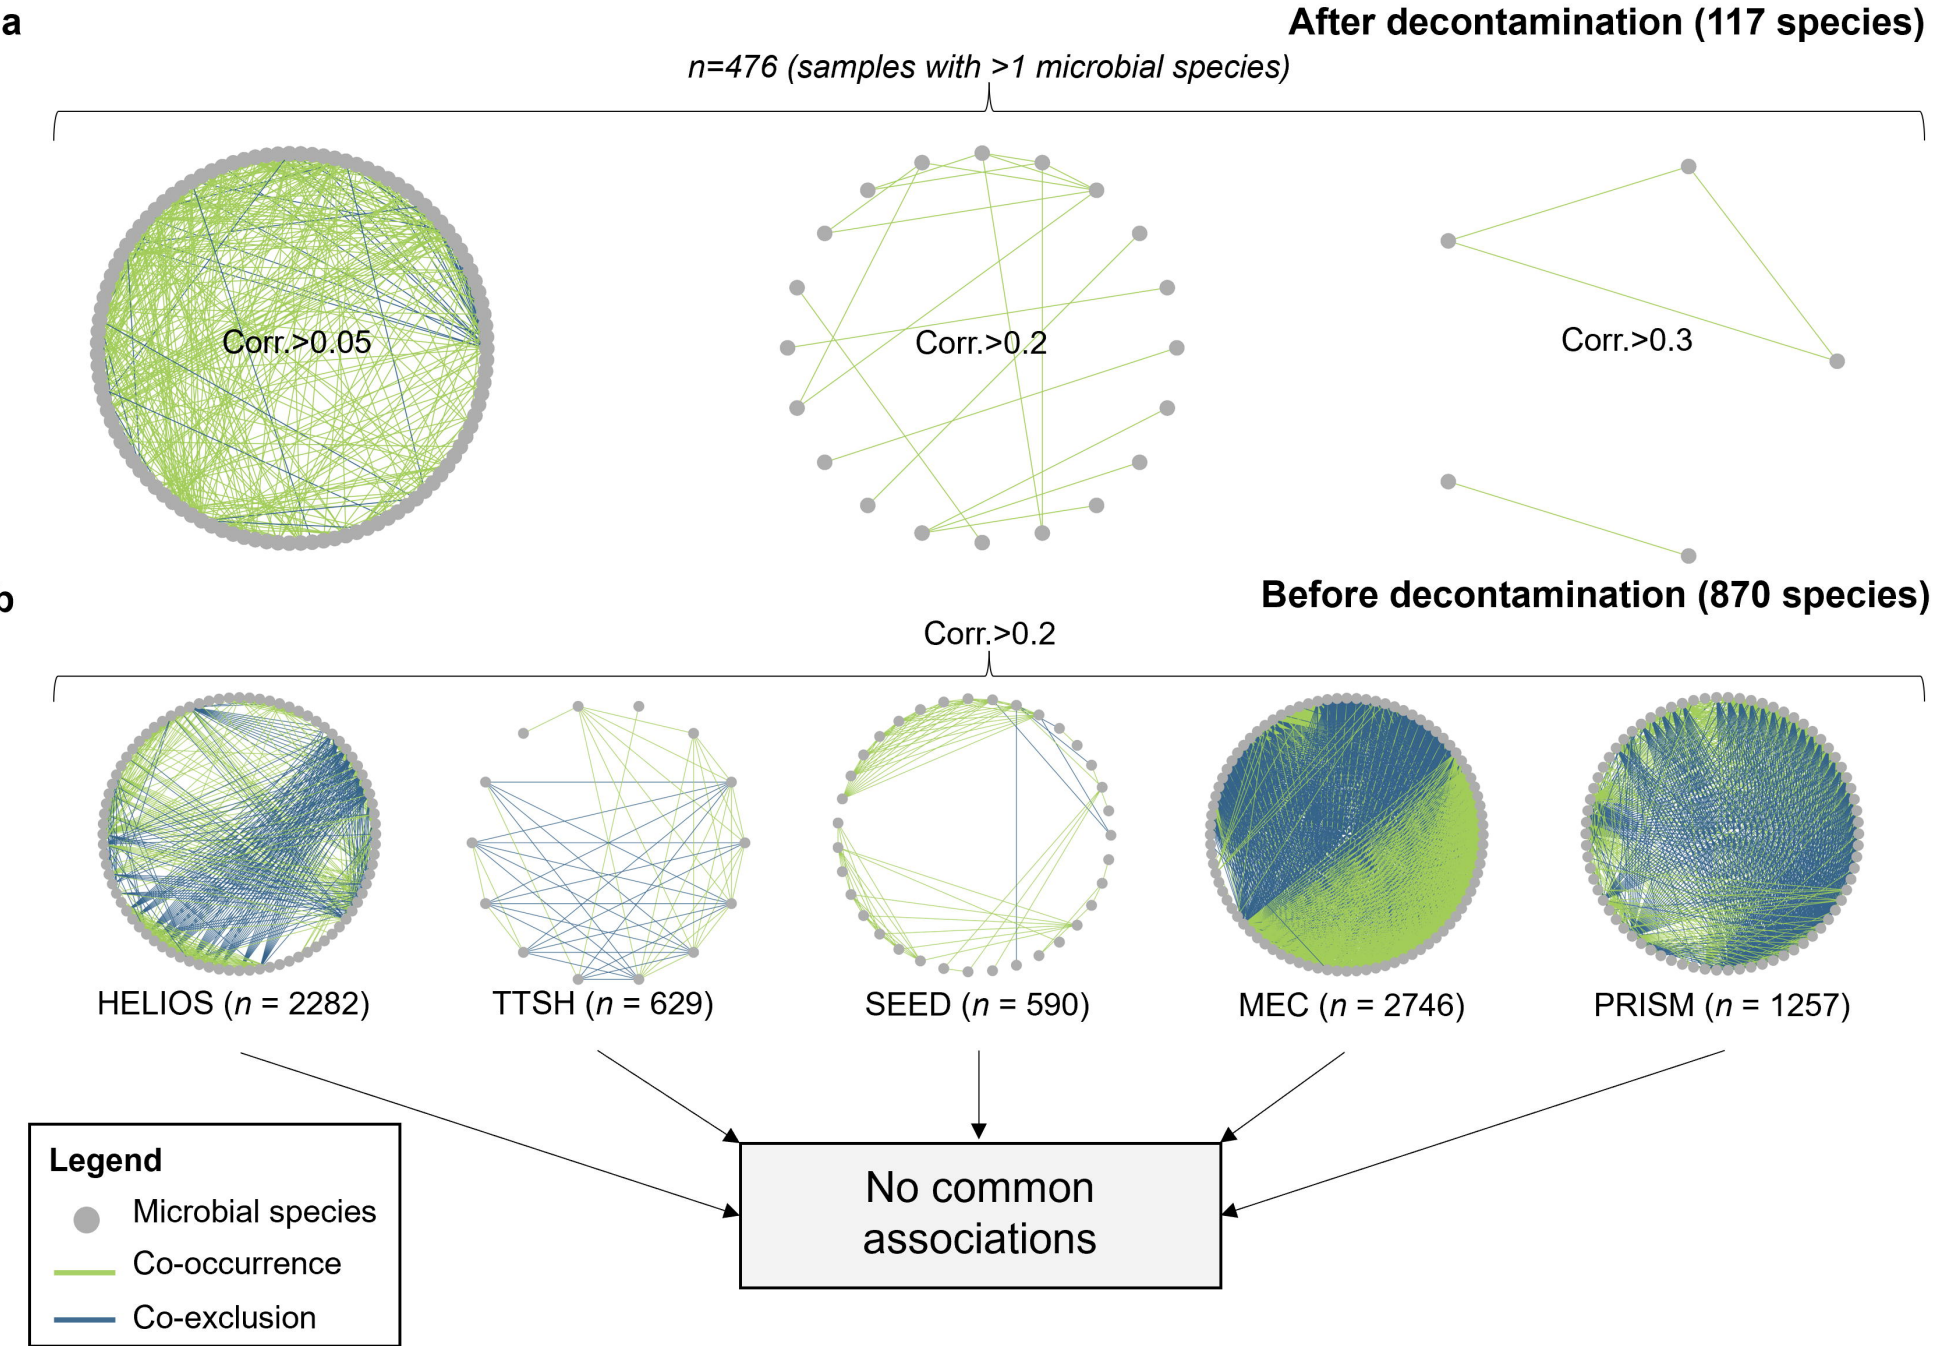 a
After decontamination (117 species)
n=476 (samples with >1 microbial species)
Corr.>0.05
Corr.>0.2
Corr.>0.3
b
Before decontamination (870 species)
Corr.>0.2
HELIOS (n = 2282)
TTSH (n = 629)
SEED (n = 590)
MEC (n = 2746)
PRISM (n = 1257)
No common
associations
Legend
Microbial species
Co-occurrence
Co-exclusion